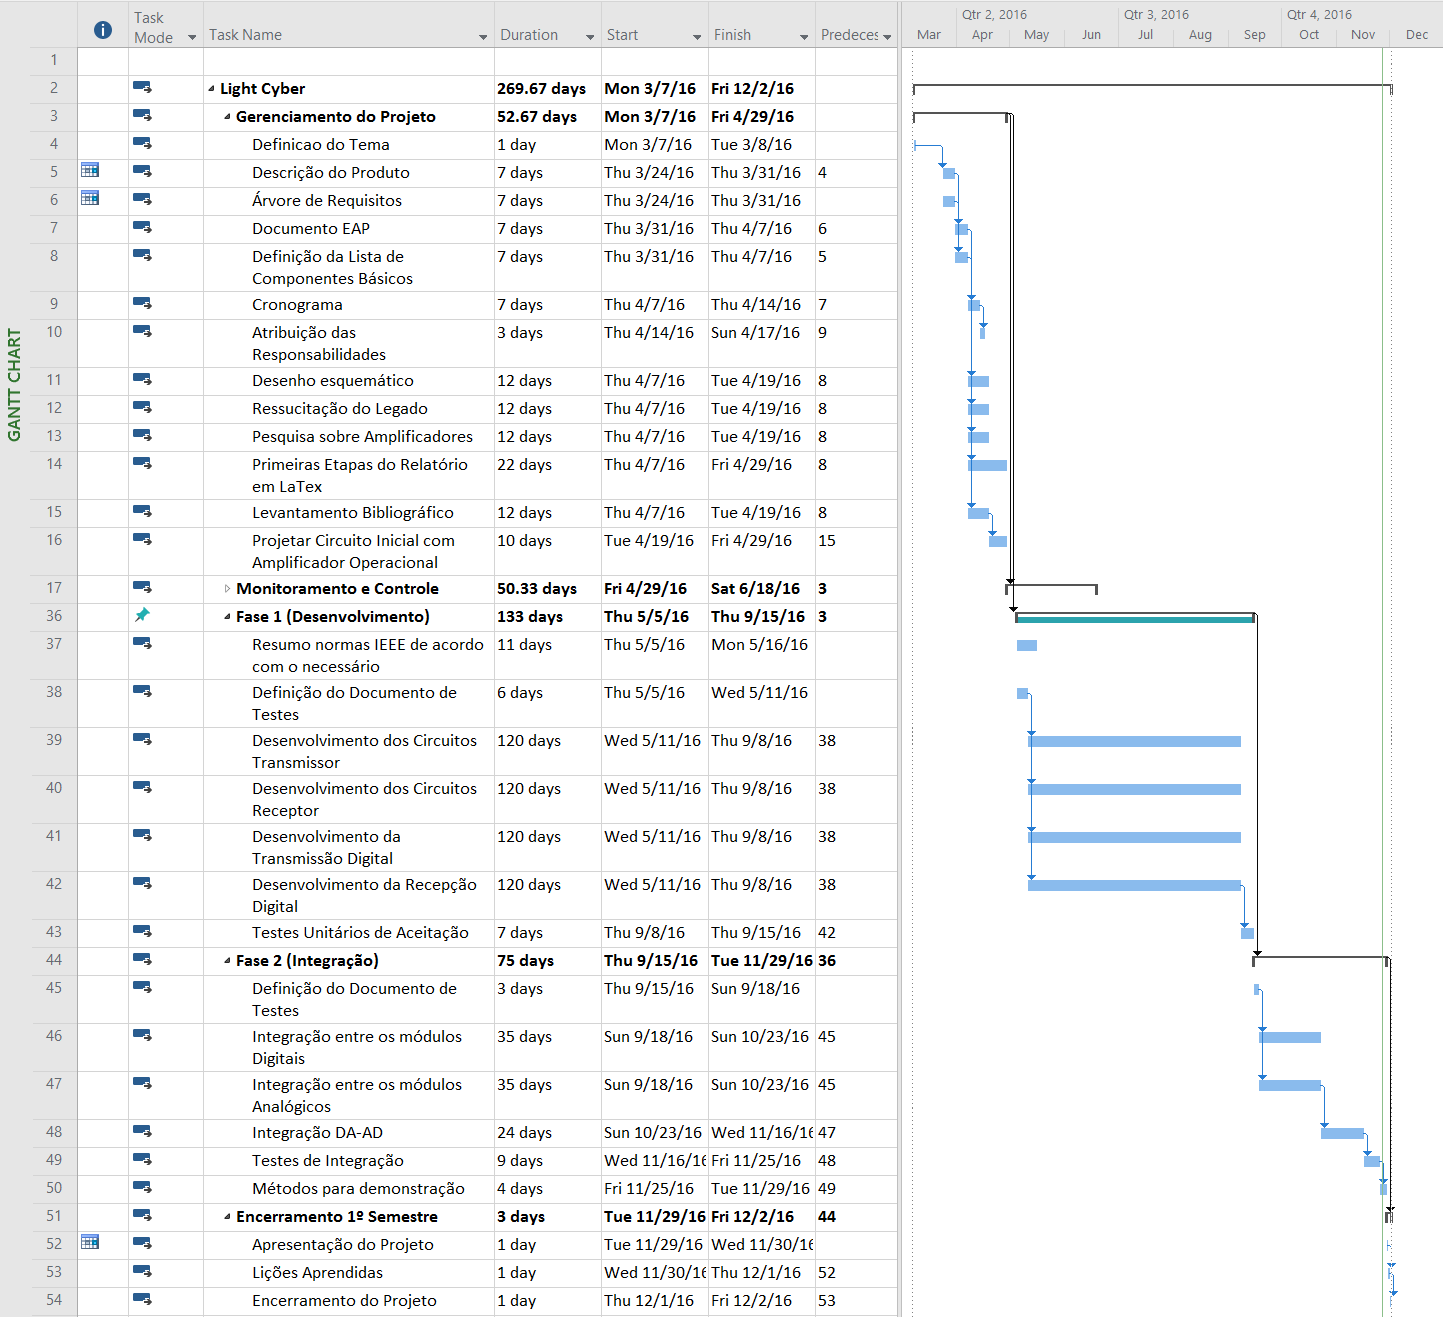 GANTT CHART
Task Mode Task Name Duration Start Finish Predeces
Qtr 2, 2016 Qtr 3, 2016 Qtr 4, 2016
Mar Apr May Jun Jul Aug Sep Oct Nov Dec
1
2 Light Cyber 269.67 days Mon 3/7/16 Fri 12/2/16
3 Gerenciamento do Projeto 52.67 days Mon 3/7/16 Fri 4/29/16
4 Definicao do Tema 1 day Mon 3/7/16 Tue 3/8/16
5 Descrição do Produto 7 days Thu 3/24/16 Thu 3/31/16 4
6 Árvore de Requisitos 7 days Thu 3/24/16 Thu 3/31/16
7 Documento EAP 7 days Thu 3/31/16 Thu 4/7/16 6
8 Definição da Lista de 7 days Thu 3/31/16 Thu 4/7/16 5
Componentes Básicos
9 Cronograma 7 days Thu 4/7/16 Thu 4/14/16 7
10 Atribuição das 3 days Thu 4/14/16 Sun 4/17/16 9
Responsabilidades
11 Desenho esquemático 12 days Thu 4/7/16 Tue 4/19/16 8
12 Ressucitação do Legado 12 days Thu 4/7/16 Tue 4/19/16 8
13 Pesquisa sobre Amplificadores 12 days Thu 4/7/16 Tue 4/19/16 8
14 Primeiras Etapas do Relatório 22 days Thu 4/7/16 Fri 4/29/16 8
em LaTex
15 Levantamento Bibliográfico 12 days Thu 4/7/16 Tue 4/19/16 8
16 Projetar Circuito Inicial com 10 days Tue 4/19/16 Fri 4/29/16 15
Amplificador Operacional
17 Monitoramento e Controle 50.33 days Fri 4/29/16 Sat 6/18/16 3
36 Fase 1 (Desenvolvimento) 133 days Thu 5/5/16 Thu 9/15/16 3
37 Resumo normas IEEE de acordo 11 days Thu 5/5/16 Mon 5/16/16
com o necessário
38 Definição do Documento de 6 days Thu 5/5/16 Wed 5/11/16
Testes
39 Desenvolvimento dos Circuitos 120 days Wed 5/11/16 Thu 9/8/16 38
Transmissor
40 Desenvolvimento dos Circuitos 120 days Wed 5/11/16 Thu 9/8/16 38
Receptor
41 Desenvolvimento da 120 days Wed 5/11/16 Thu 9/8/16 38
Transmissão Digital
42 Desenvolvimento da Recepção 120 days Wed 5/11/16 Thu 9/8/16 38
Digital
43 Testes Unitários de Aceitação 7 days Thu 9/8/16 Thu 9/15/16 42
44 Fase 2 (Integração) 75 days Thu 9/15/16 Tue 11/29/16 36
45 Definição do Documento de 3 days Thu 9/15/16 Sun 9/18/16
Testes
46 Integração entre os módulos 35 days Sun 9/18/16 Sun 10/23/16 45
Digitais
47 Integração entre os módulos 35 days Sun 9/18/16 Sun 10/23/16 45
Analógicos
48 Integração DA-AD 24 days Sun 10/23/16 Wed 11/16/16 47
49 Testes de Integração 9 days Wed 11/16/16 Fri 11/25/16 48
50 Métodos para demonstração 4 days Fri 11/25/16 Tue 11/29/16 49
51 Encerramento 1º Semestre 3 days Tue 11/29/16 Fri 12/2/16 44
52 Apresentação do Projeto 1 day Tue 11/29/16 Wed 11/30/16
53 Lições Aprendidas 1 day Wed 11/30/16 Thu 12/1/16 52
54 Encerramento do Projeto 1 day Thu 12/1/16 Fri 12/2/16 53